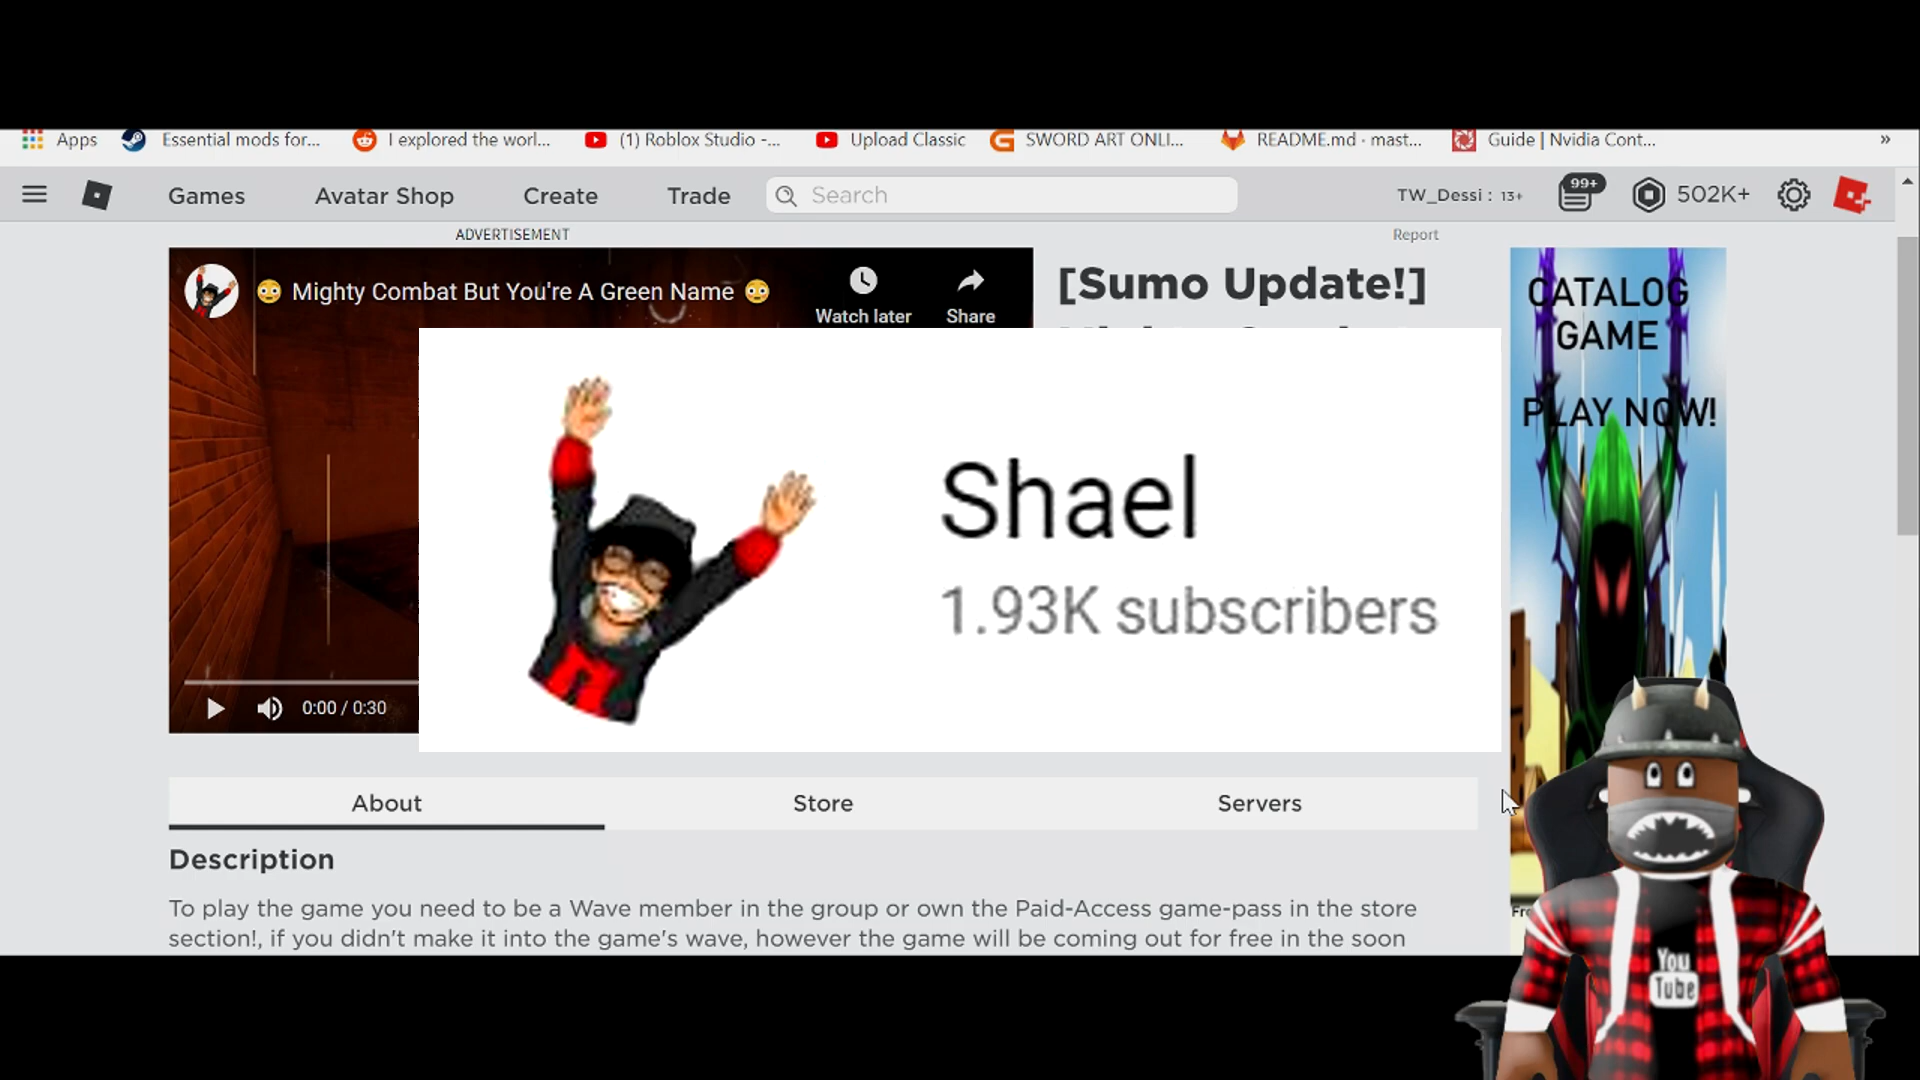 Apps Essential mods for... I explored the worl... (1) Roblox Studio -... Upload Classic SWORD ART ONLI... README.md · mast... Guide | Nvidia Cont... »
Games Avatar Shop Create Trade Search TW_Dessi : 13+ 99+ 502K+
ADVERTISEMENT Report
😳 Mighty Combat But You're A Green Name 😳
Watch later Share
[Sumo Update!]
CATALOG
GAME
PLAY NOW!
Shael
1.93K subscribers
0:00 / 0:30
About Store Servers
Description
To play the game you need to be a Wave member in the group or own the Paid-Access game-pass in the store
section!, if you didn't make it into the game's wave, however the game will be coming out for free in the soon
You
Tube